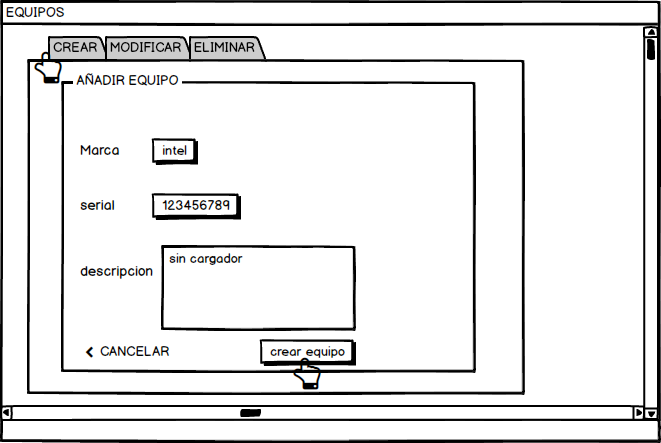 EQUIPOS
CREAR MODIFICAR ELIMINAR
AÑADIR EQUIPO
Marca intel
serial 123456789
descripcion sin cargador
< CANCELAR crear equipo